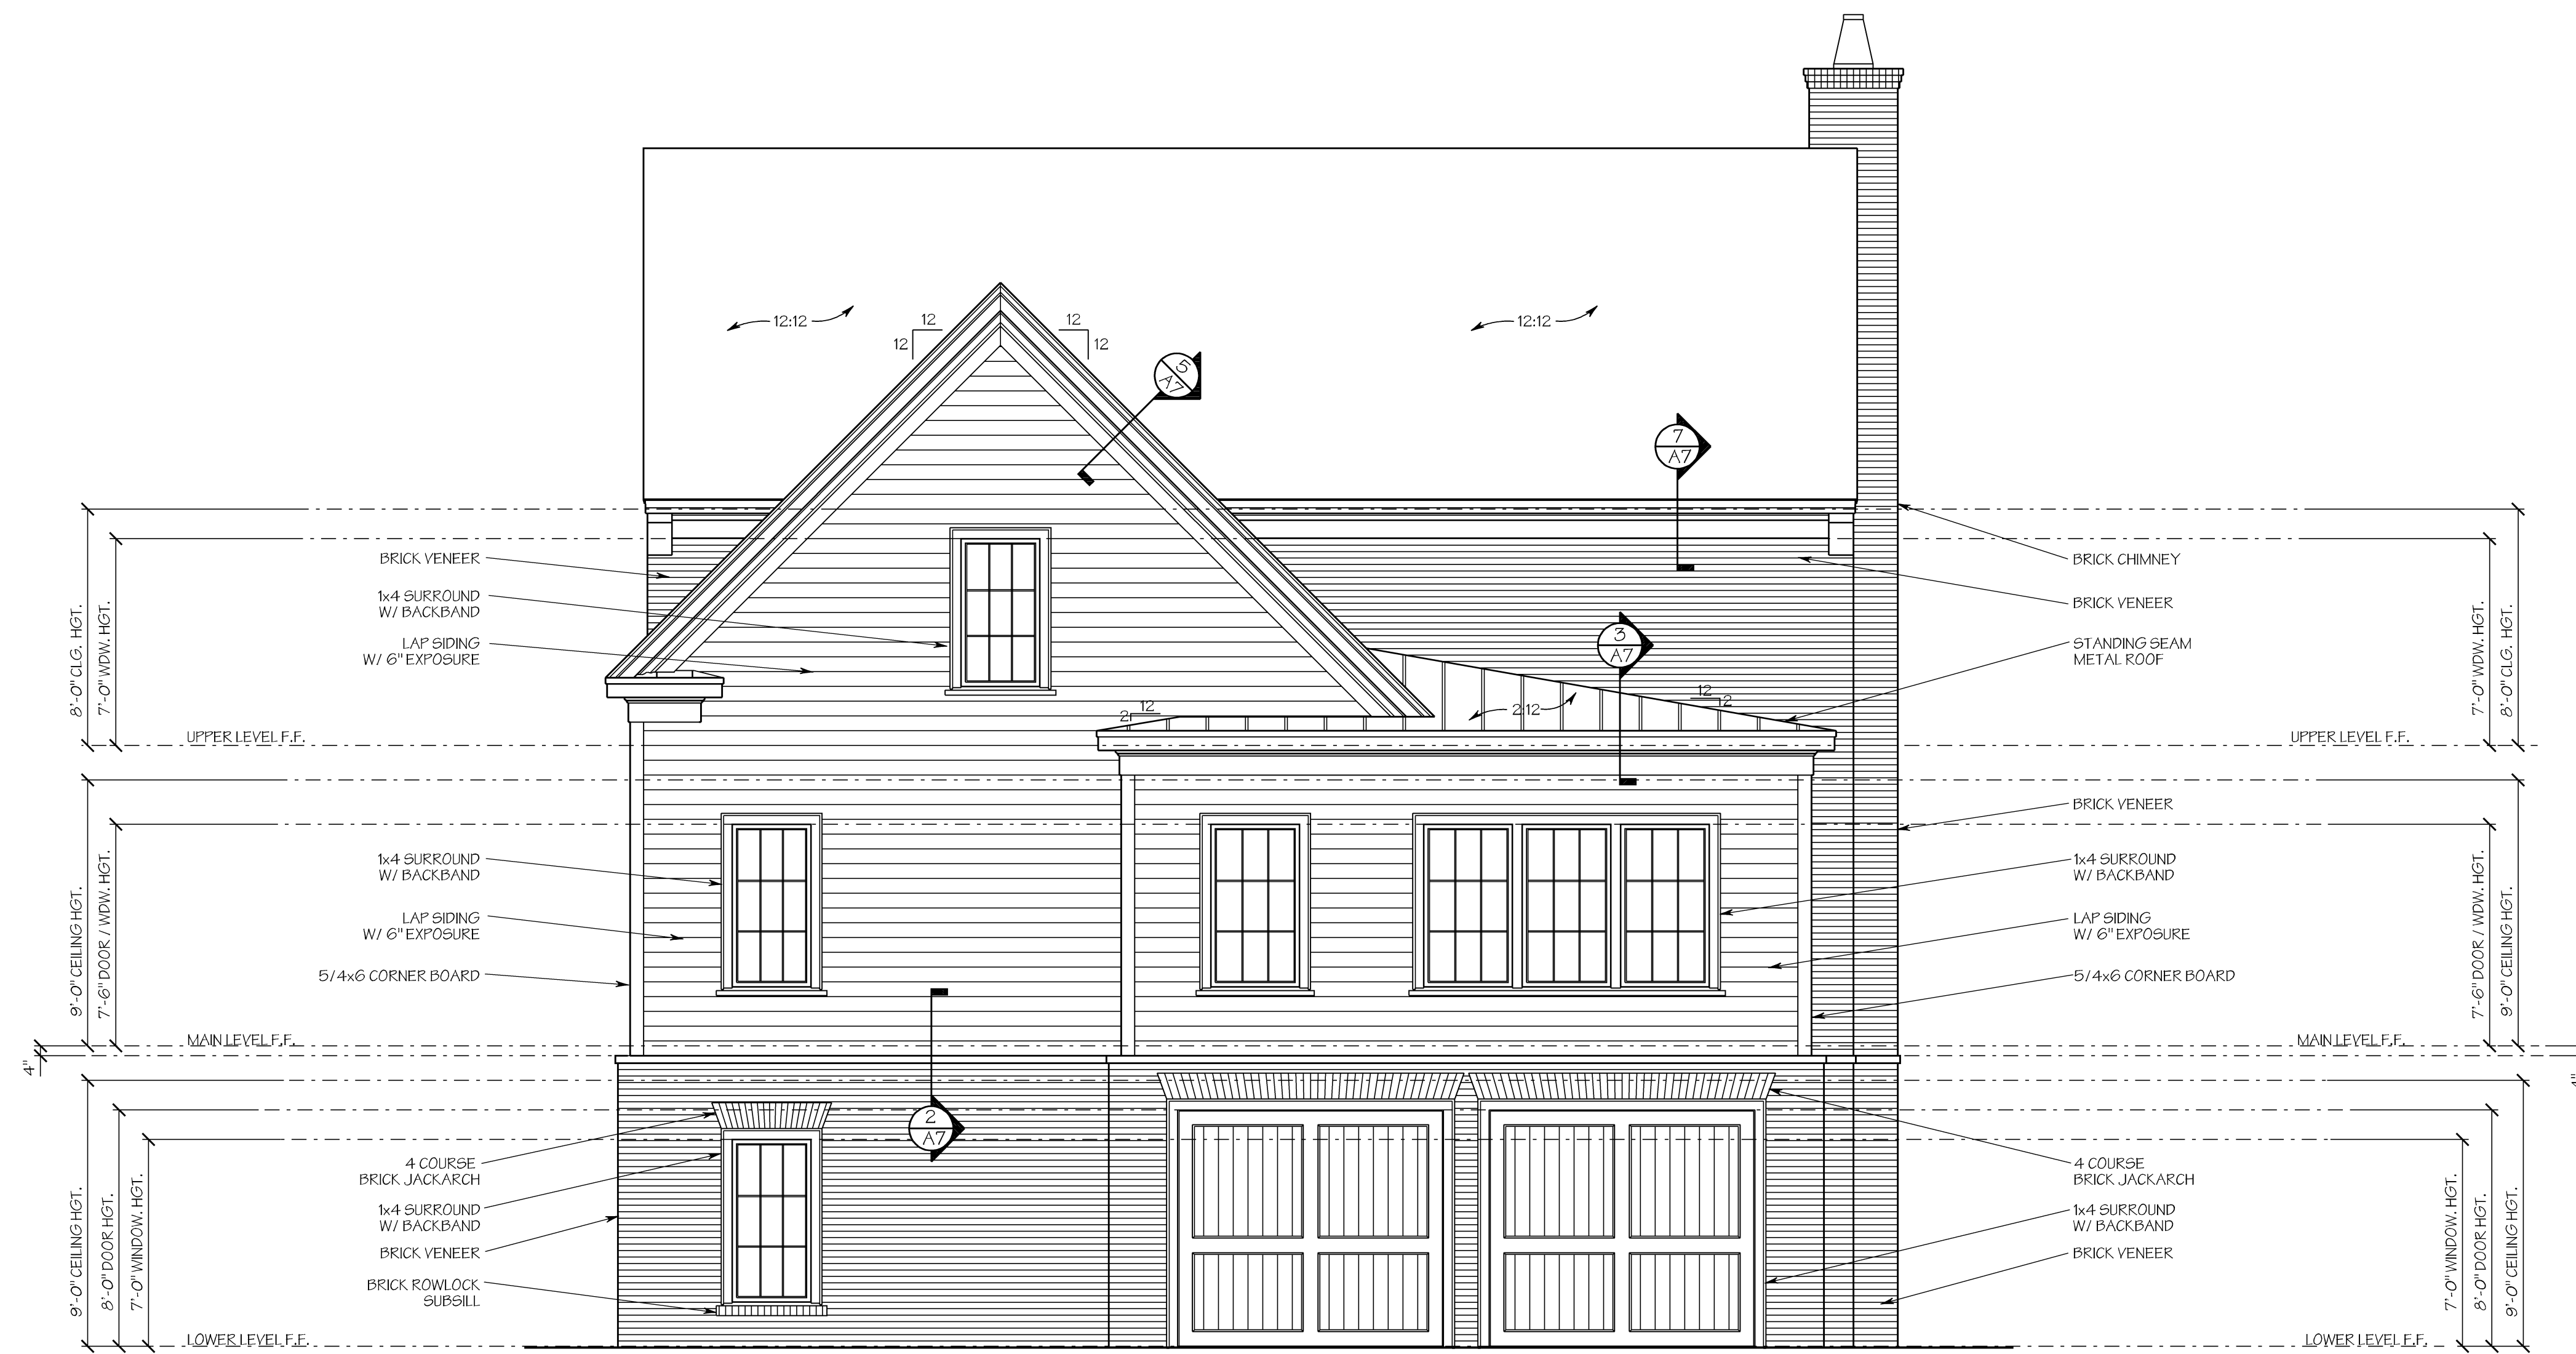 12:12
12:12
12
12
12
12
5
A7
7
A7
BRICK VENEER
1x4 SURROUND
W/ BACKBAND
LAP SIDING
W/ 6" EXPOSURE
8'-0" CLG. HGT.
7'-0" WDW. HGT.
UPPER LEVEL F.F.
BRICK CHIMNEY
BRICK VENEER
STANDING SEAM
METAL ROOF
3
A7
12
2
2:12
12
2
7'-0" WDW. HGT.
8'-0" CLG. HGT.
UPPER LEVEL F.F.
1x4 SURROUND
W/ BACKBAND
LAP SIDING
W/ 6" EXPOSURE
5/4x6 CORNER BOARD
9'-0" CEILING HGT.
7'-6" DOOR / WDW. HGT.
MAIN LEVEL F.F.
4"
BRICK VENEER
1x4 SURROUND
W/ BACKBAND
LAP SIDING
W/ 6" EXPOSURE
5/4x6 CORNER BOARD
7'-6" DOOR / WDW. HGT.
9'-0" CEILING HGT.
MAIN LEVEL F.F.
4"
2
A7
4 COURSE
BRICK JACKARCH
1x4 SURROUND
W/ BACKBAND
BRICK VENEER
BRICK ROWLOCK
SUBSILL
9'-0" CEILING HGT.
8'-0" DOOR HGT.
7'-0" WINDOW. HGT.
LOWER LEVEL F.F.
4 COURSE
BRICK JACKARCH
1x4 SURROUND
W/ BACKBAND
BRICK VENEER
7'-0" WINDOW. HGT.
8'-0" DOOR HGT.
9'-0" CEILING HGT.
LOWER LEVEL F.F.